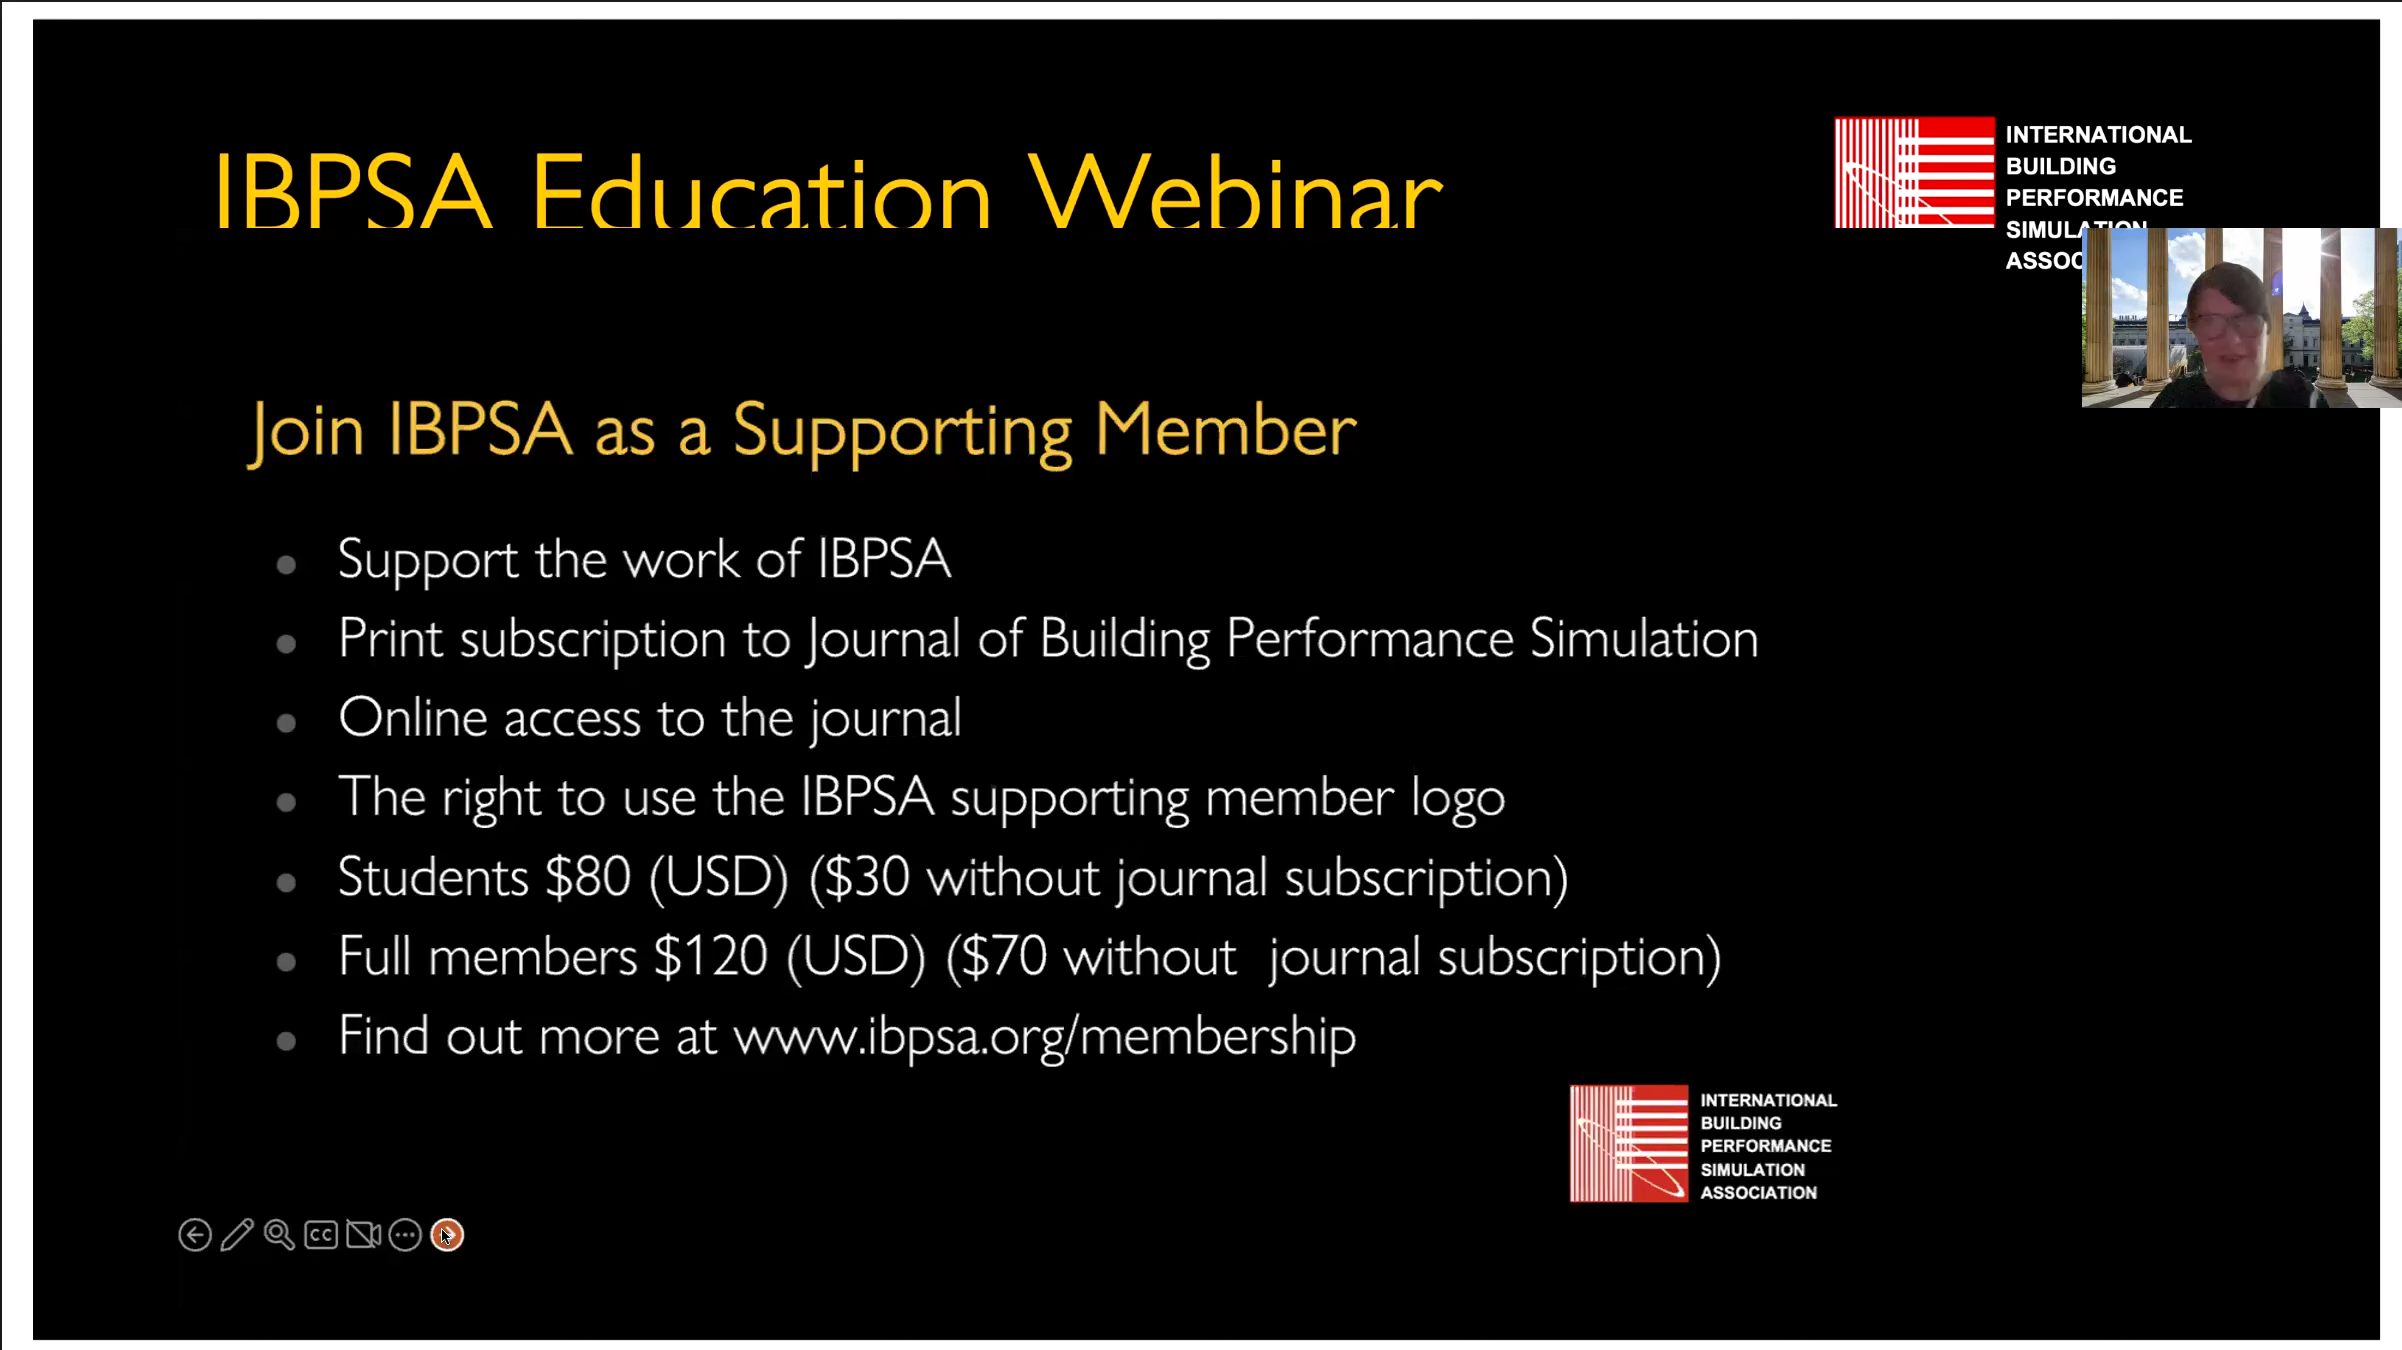 IBPSA Education Webinar
INTERNATIONAL
BUILDING
PERFORMANCE
SIMULATION
Join IBPSA as a Supporting Member
Support the work of IBPSA
Print subscription to Journal of Building Performance Simulation
Online access to the journal
The right to use the IBPSA supporting member logo
Students $80 (USD) ($30 without journal subscription)
Full members $120 (USD) ($70 without  journal subscription)
Find out more at www.ibpsa.org/membership
INTERNATIONAL
BUILDING
PERFORMANCE
SIMULATION
ASSOCIATION
CC